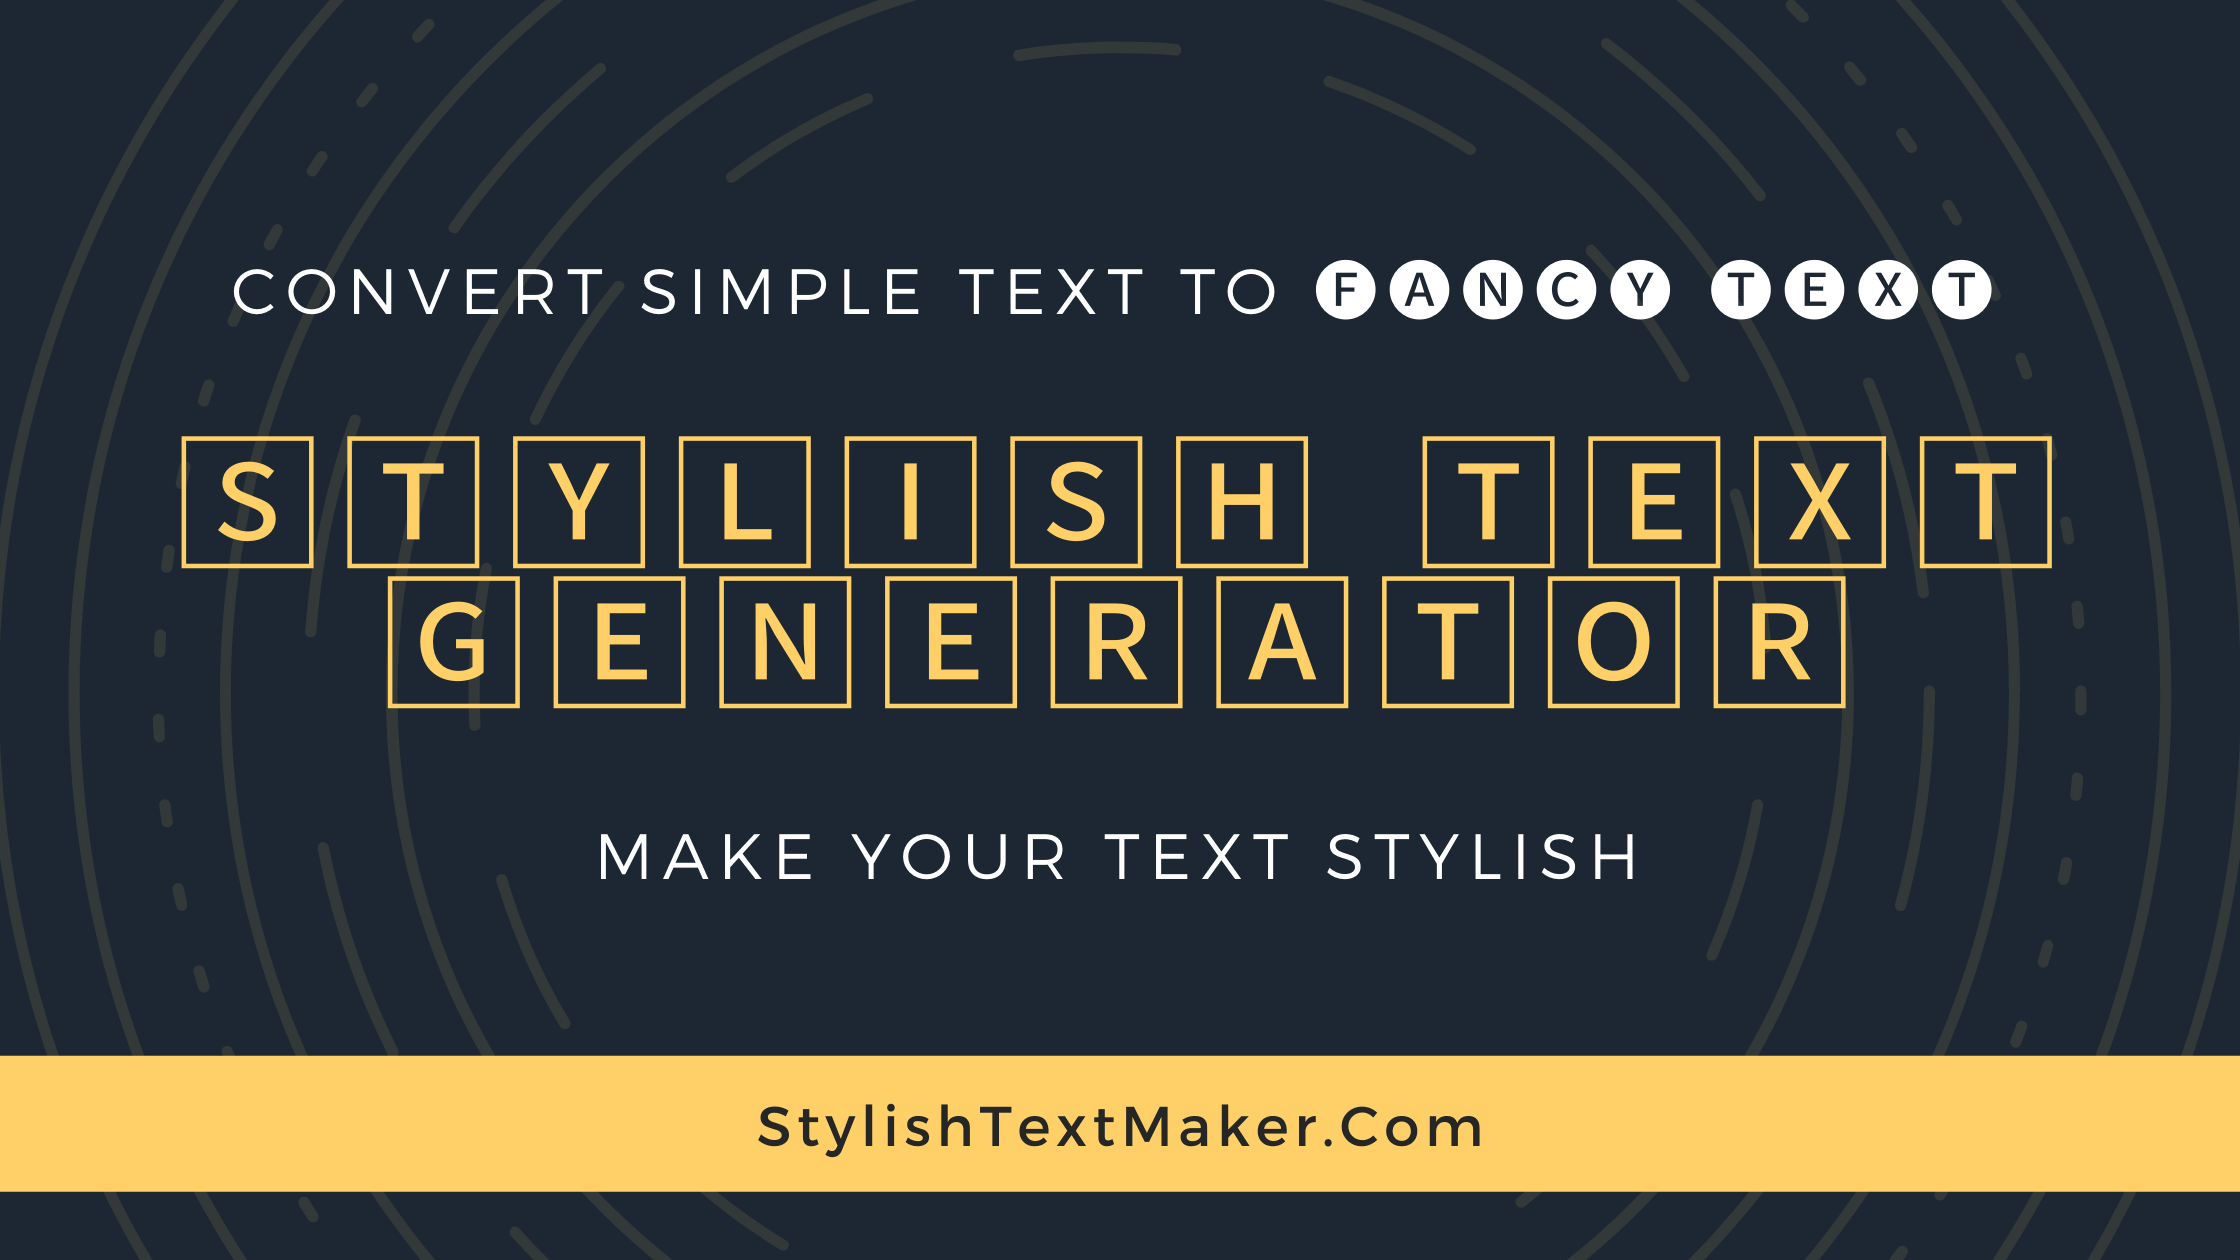 CONVERT SIMPLE TEXT TO FANCY TEXT
STYLISH TEXT
GENERATOR
MAKE YOUR TEXT STYLISH
StylishTextMaker.Com